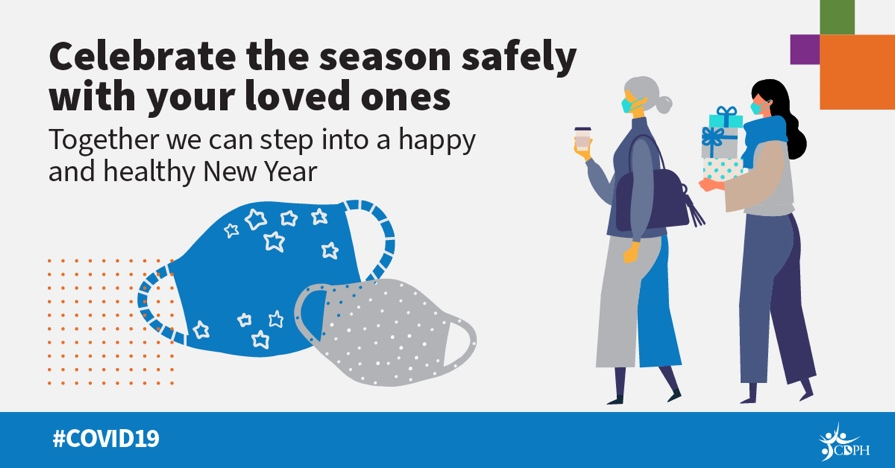 Celebrate the season safely
with your loved ones
Together we can step into a happy
and healthy New Year
#COVID19
CDPH